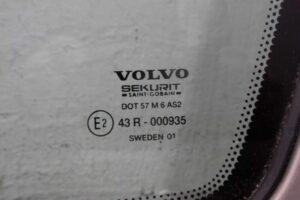 VOLVO
SEKURIT
SAINT-GOBAIN
DOT 57 M 6 AS2
E2 43 R - 000935
SWEDEN 01